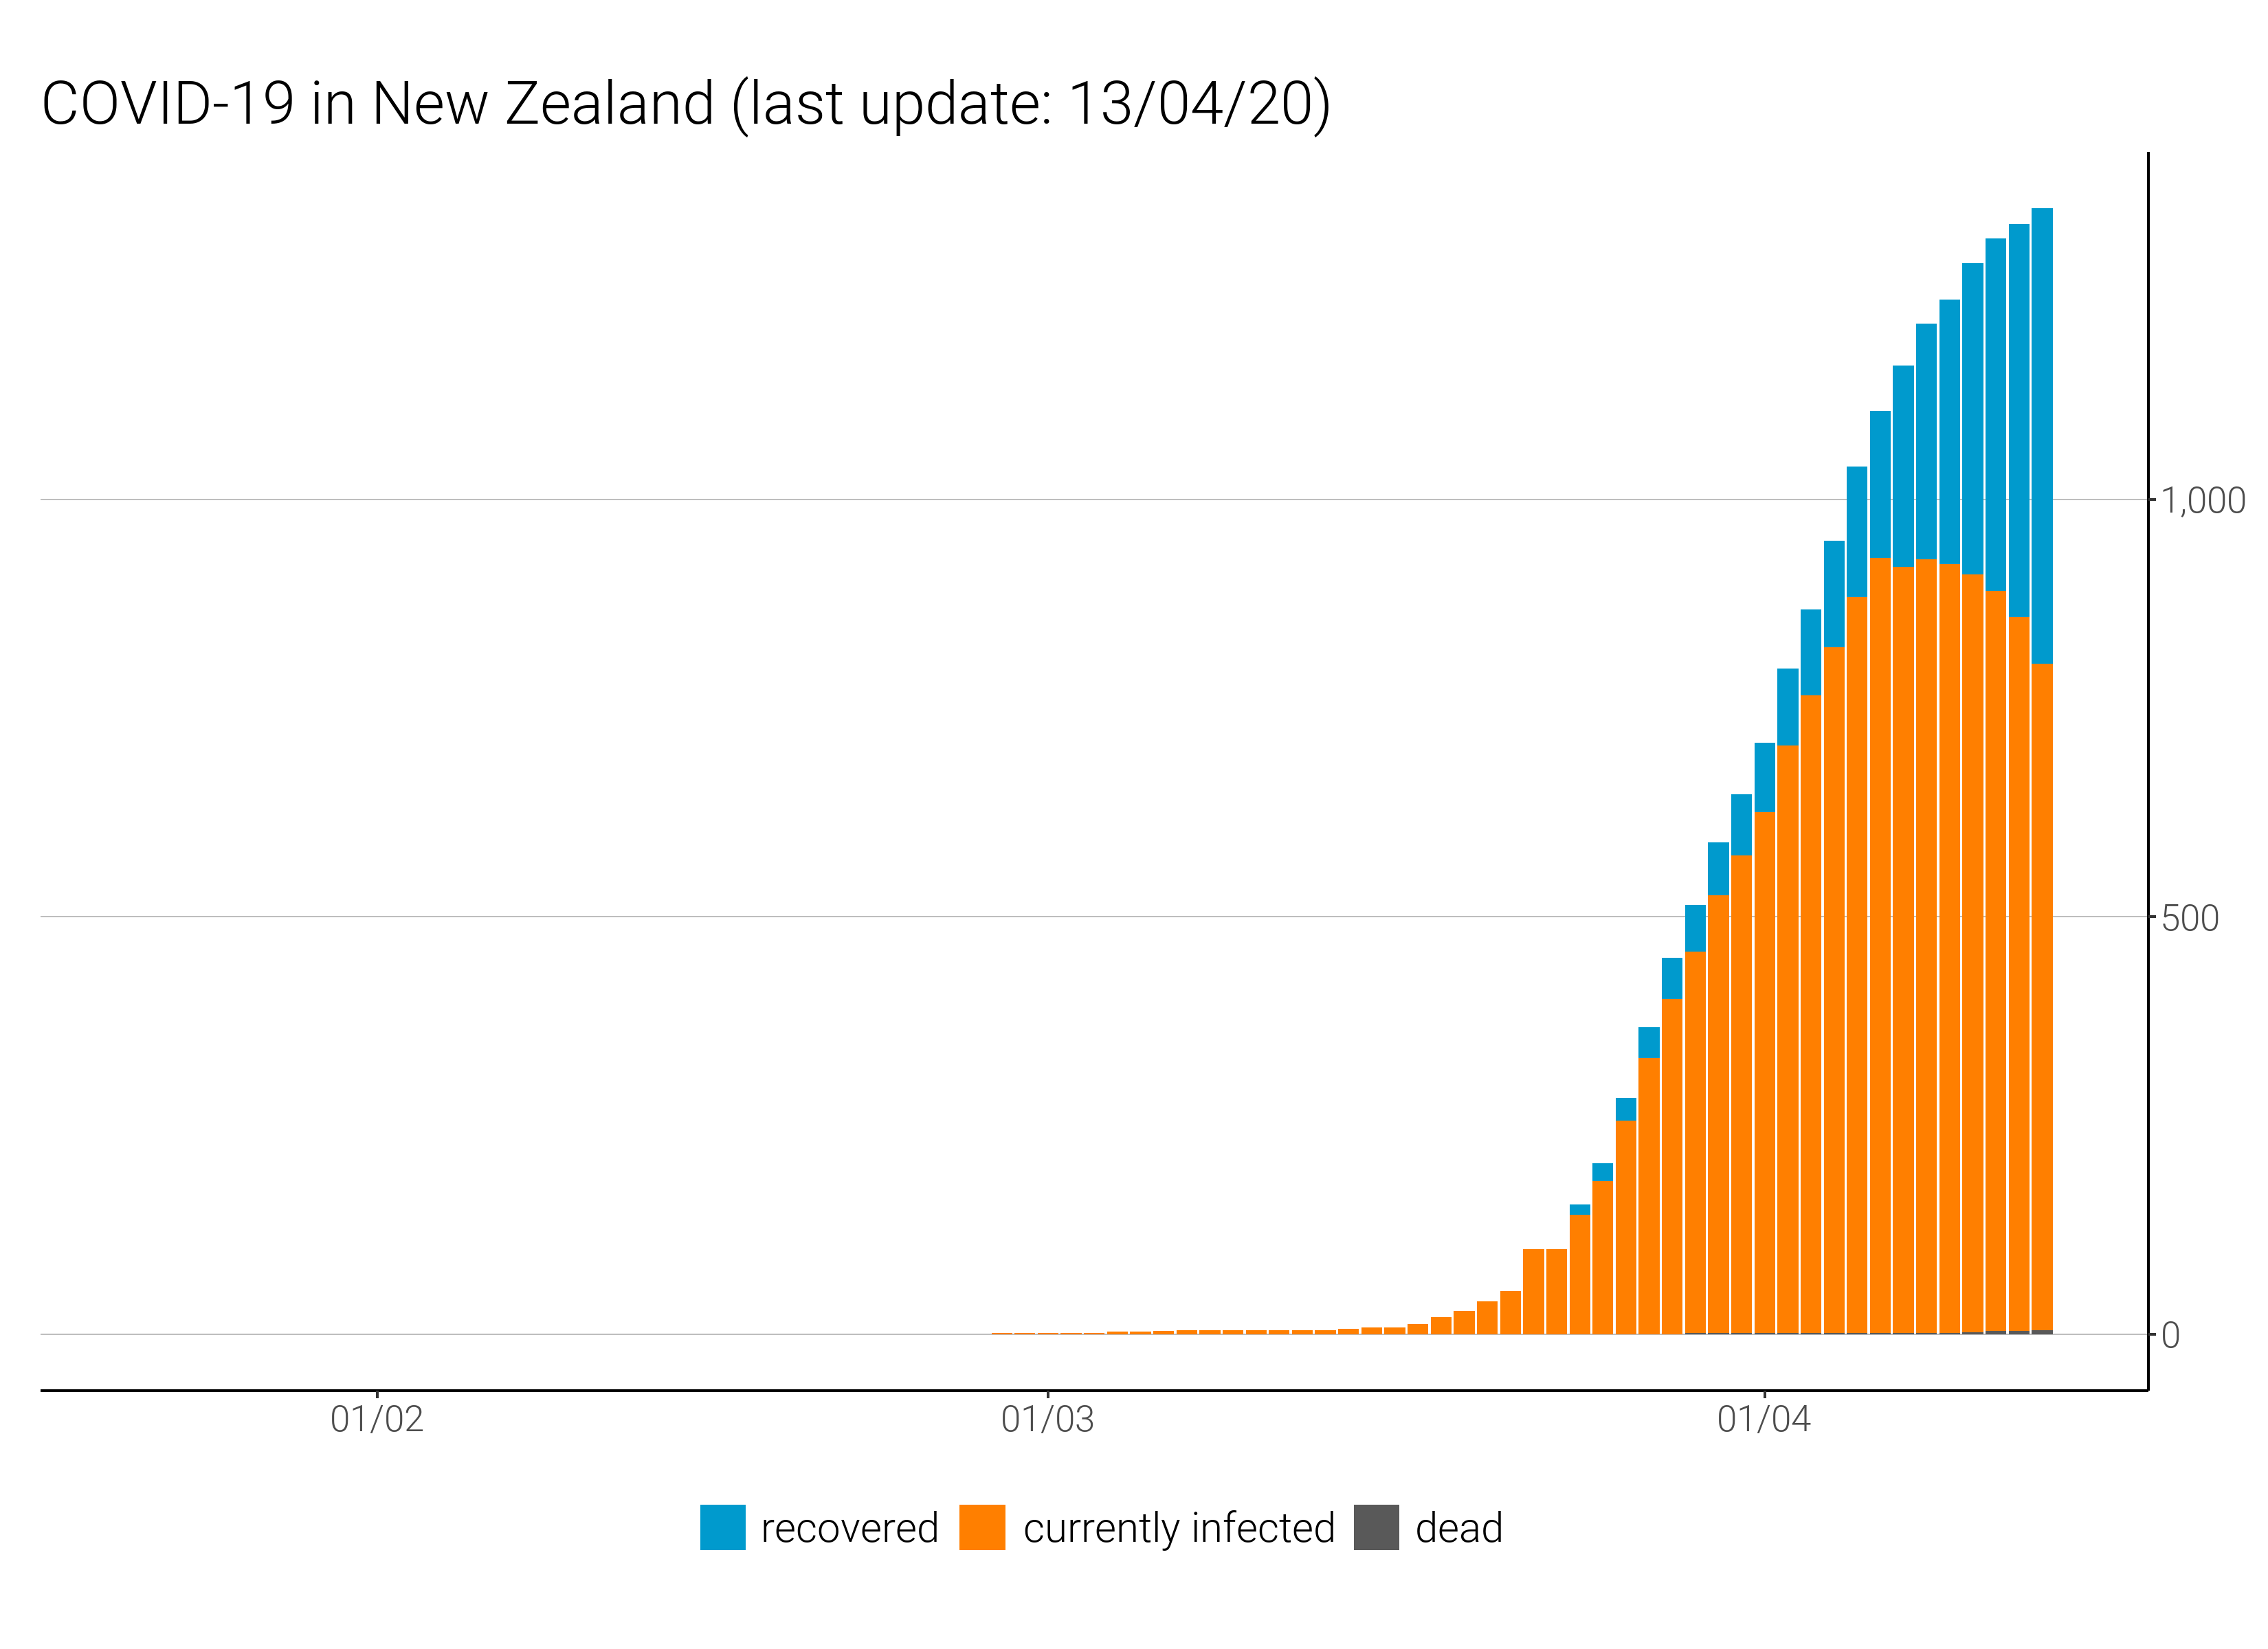 COVID-19 in New Zealand (last update: 13/04/20)
1,000
500
0
01/02 01/03 01/04
recovered currently infected dead